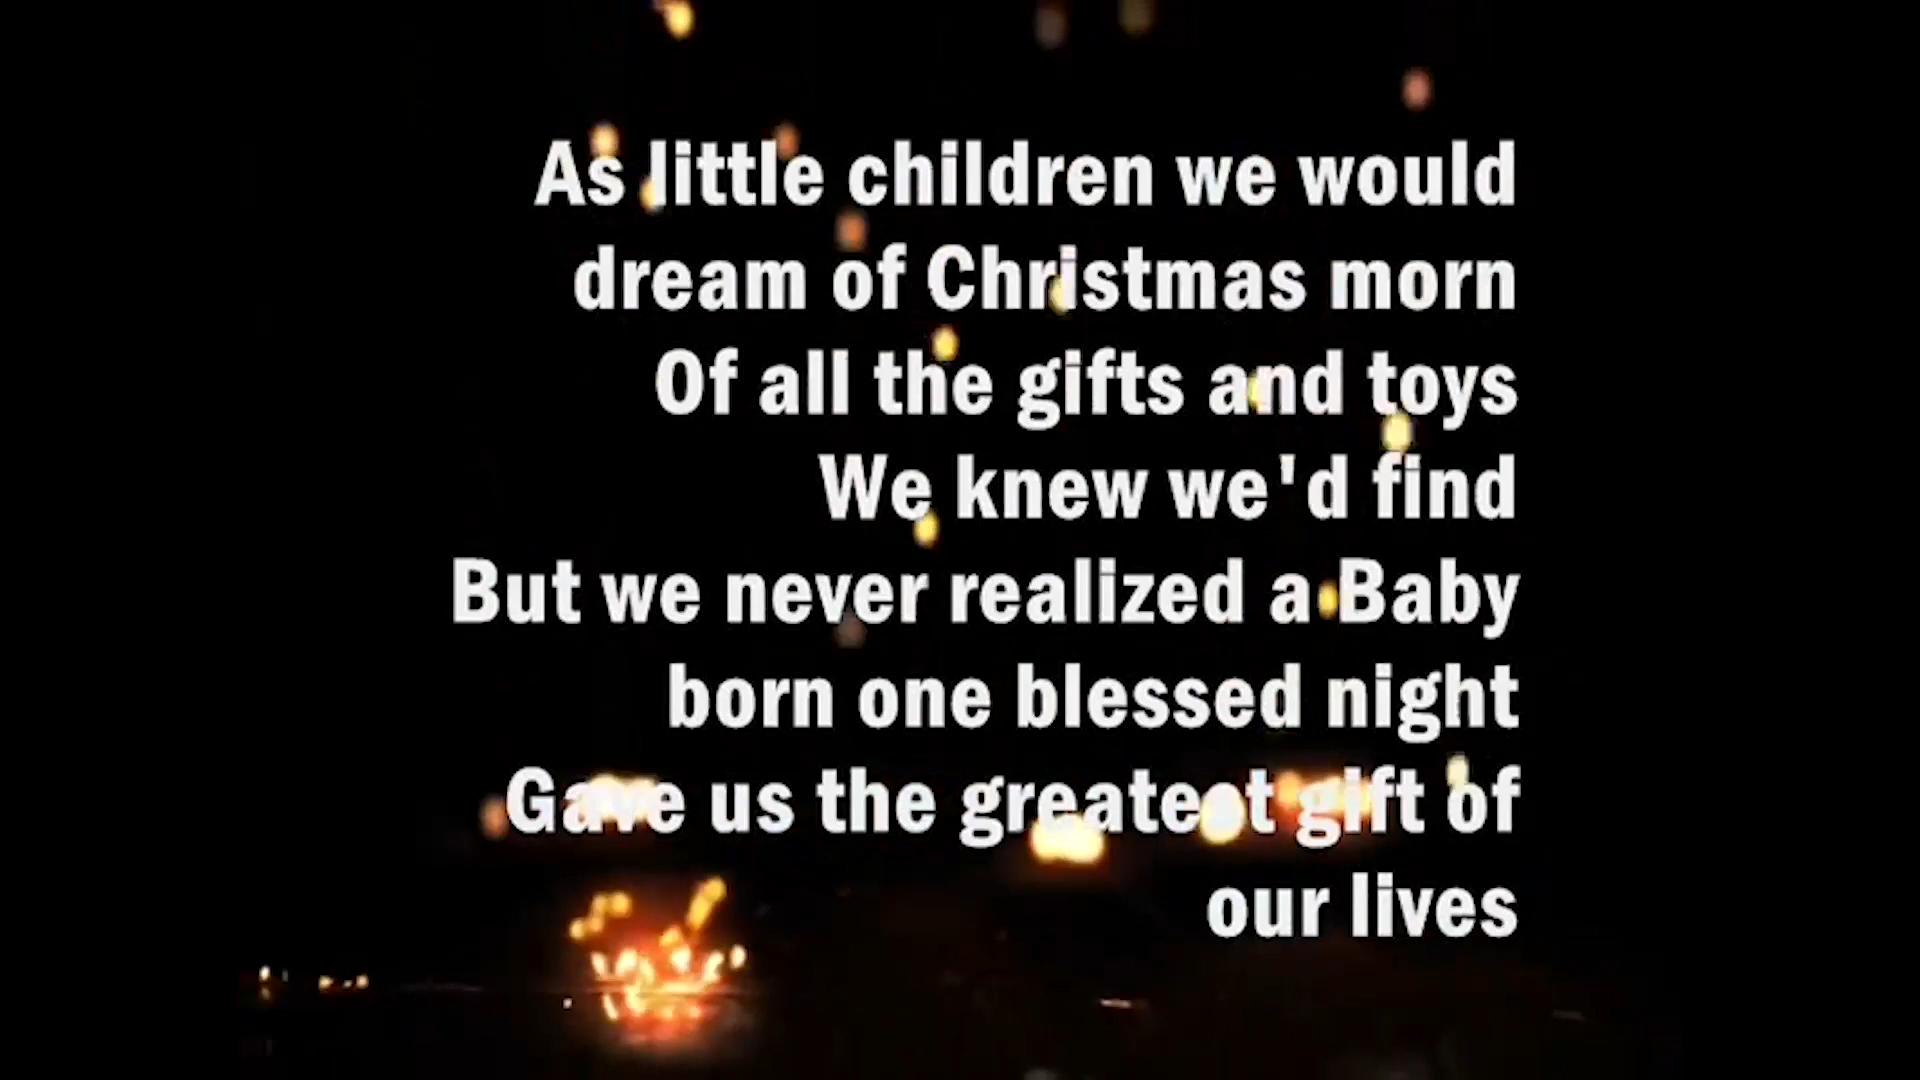 As little children we would
dream of Christmas morn
Of all the gifts and toys
We knew we'd find
But we never realized a Baby
born one blessed night
Gave us the greatest gift of
our lives